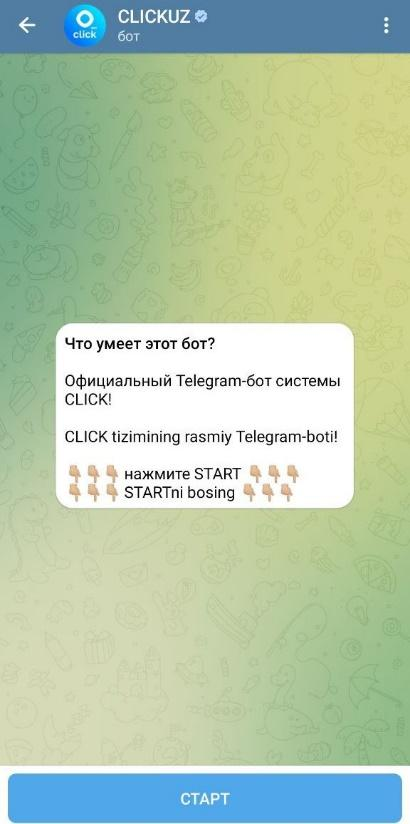 CLICKUZ
бот
click
Что умеет этот бот?
Официальный Telegram-бот системы
CLICK!
CLICK tizimining rasmiy Telegram-boti!
👇🏼👇🏼👇🏼 нажмите START 👇🏼👇🏼👇🏼
👇🏼👇🏼👇🏼 STARTni bosing 👇🏼👇🏼👇🏼
СТАРТ